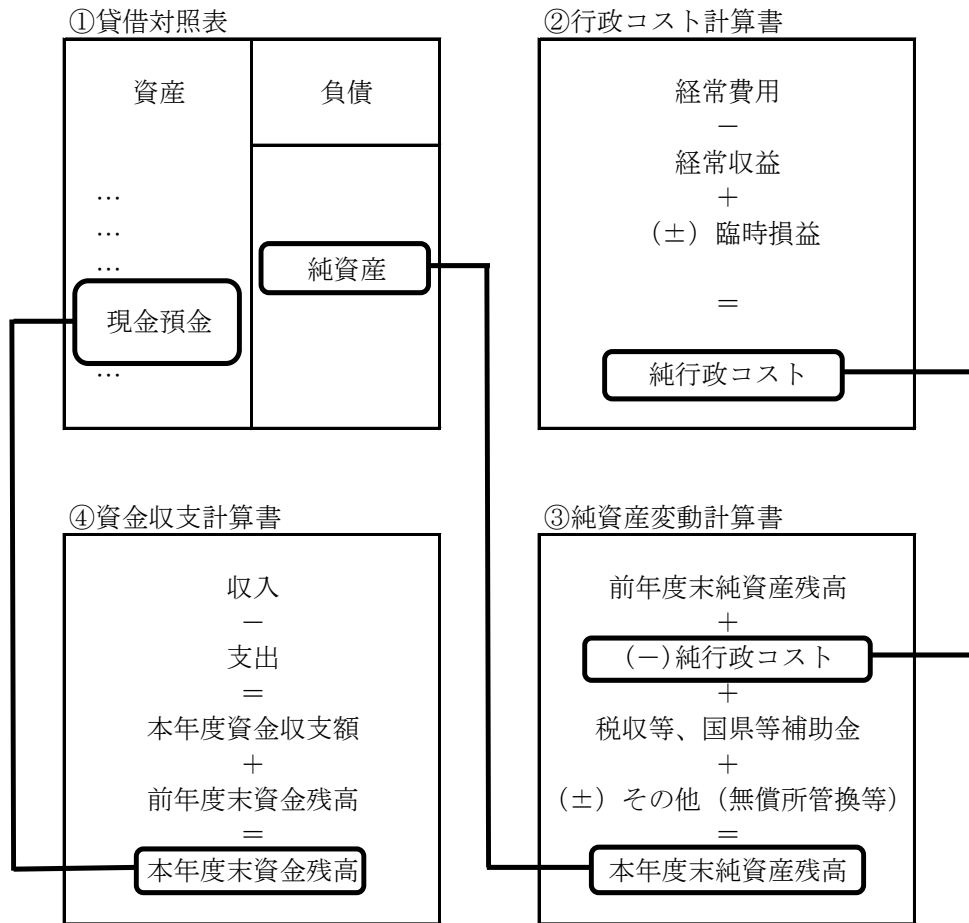 ①貸借対照表
資産
負債
…
…
…
純資産
現金預金
…
②行政コスト計算書
経常費用
－
経常収益
＋
（±）臨時損益
＝
純行政コスト
④資金収支計算書
収入
－
支出
＝
本年度資金収支額
＋
前年度末資金残高
＝
本年度末資金残高
③純資産変動計算書
前年度末純資産残高
＋
（－）純行政コスト
＋
税収等、国県等補助金
＋
（±）その他（無償所管換等）
＝
本年度末純資産残高